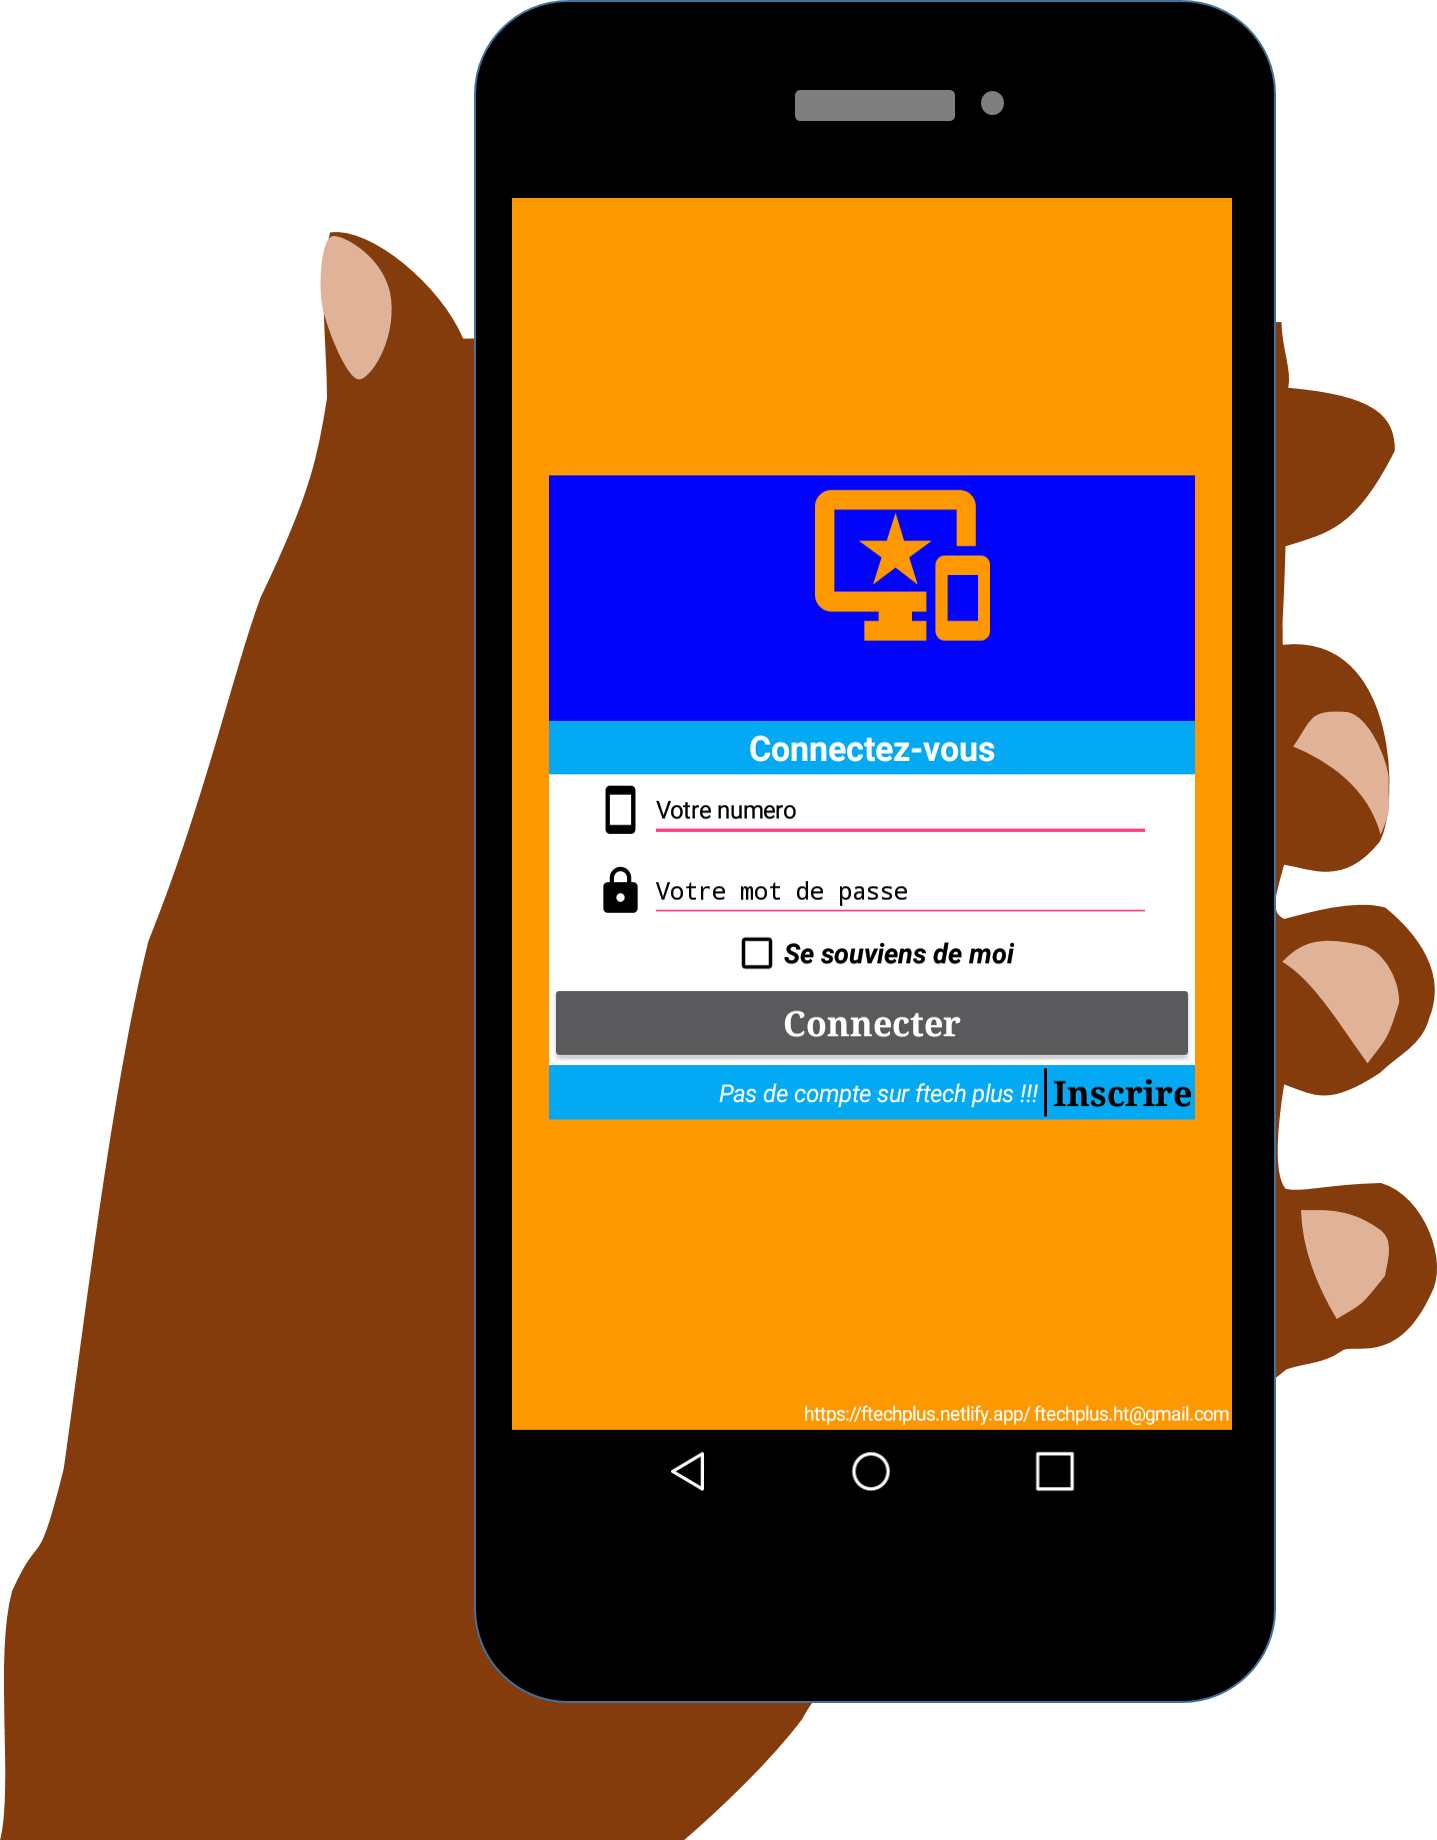 Connectez-vous
Votre numero
Votre mot de passe
Se souviens de moi
Connecter
Pas de compte sur ftech plus !!! Inscrire
https://ftechplus.netlify.app/ ftechplus.ht@gmail.com